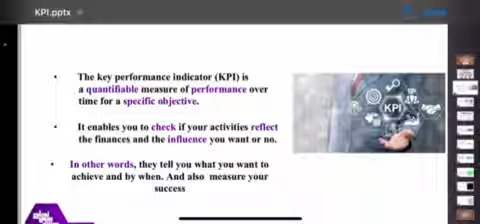 KPI.pptx
The key performance indicator (KPI) is
a quantifiable measure of performance over
time for a specific objective.
KPI
It enables you to check if your activities reflect
the finances and the influence you want or no.
In other words, they tell you what you want to
achieve and by when. And also measure your
success